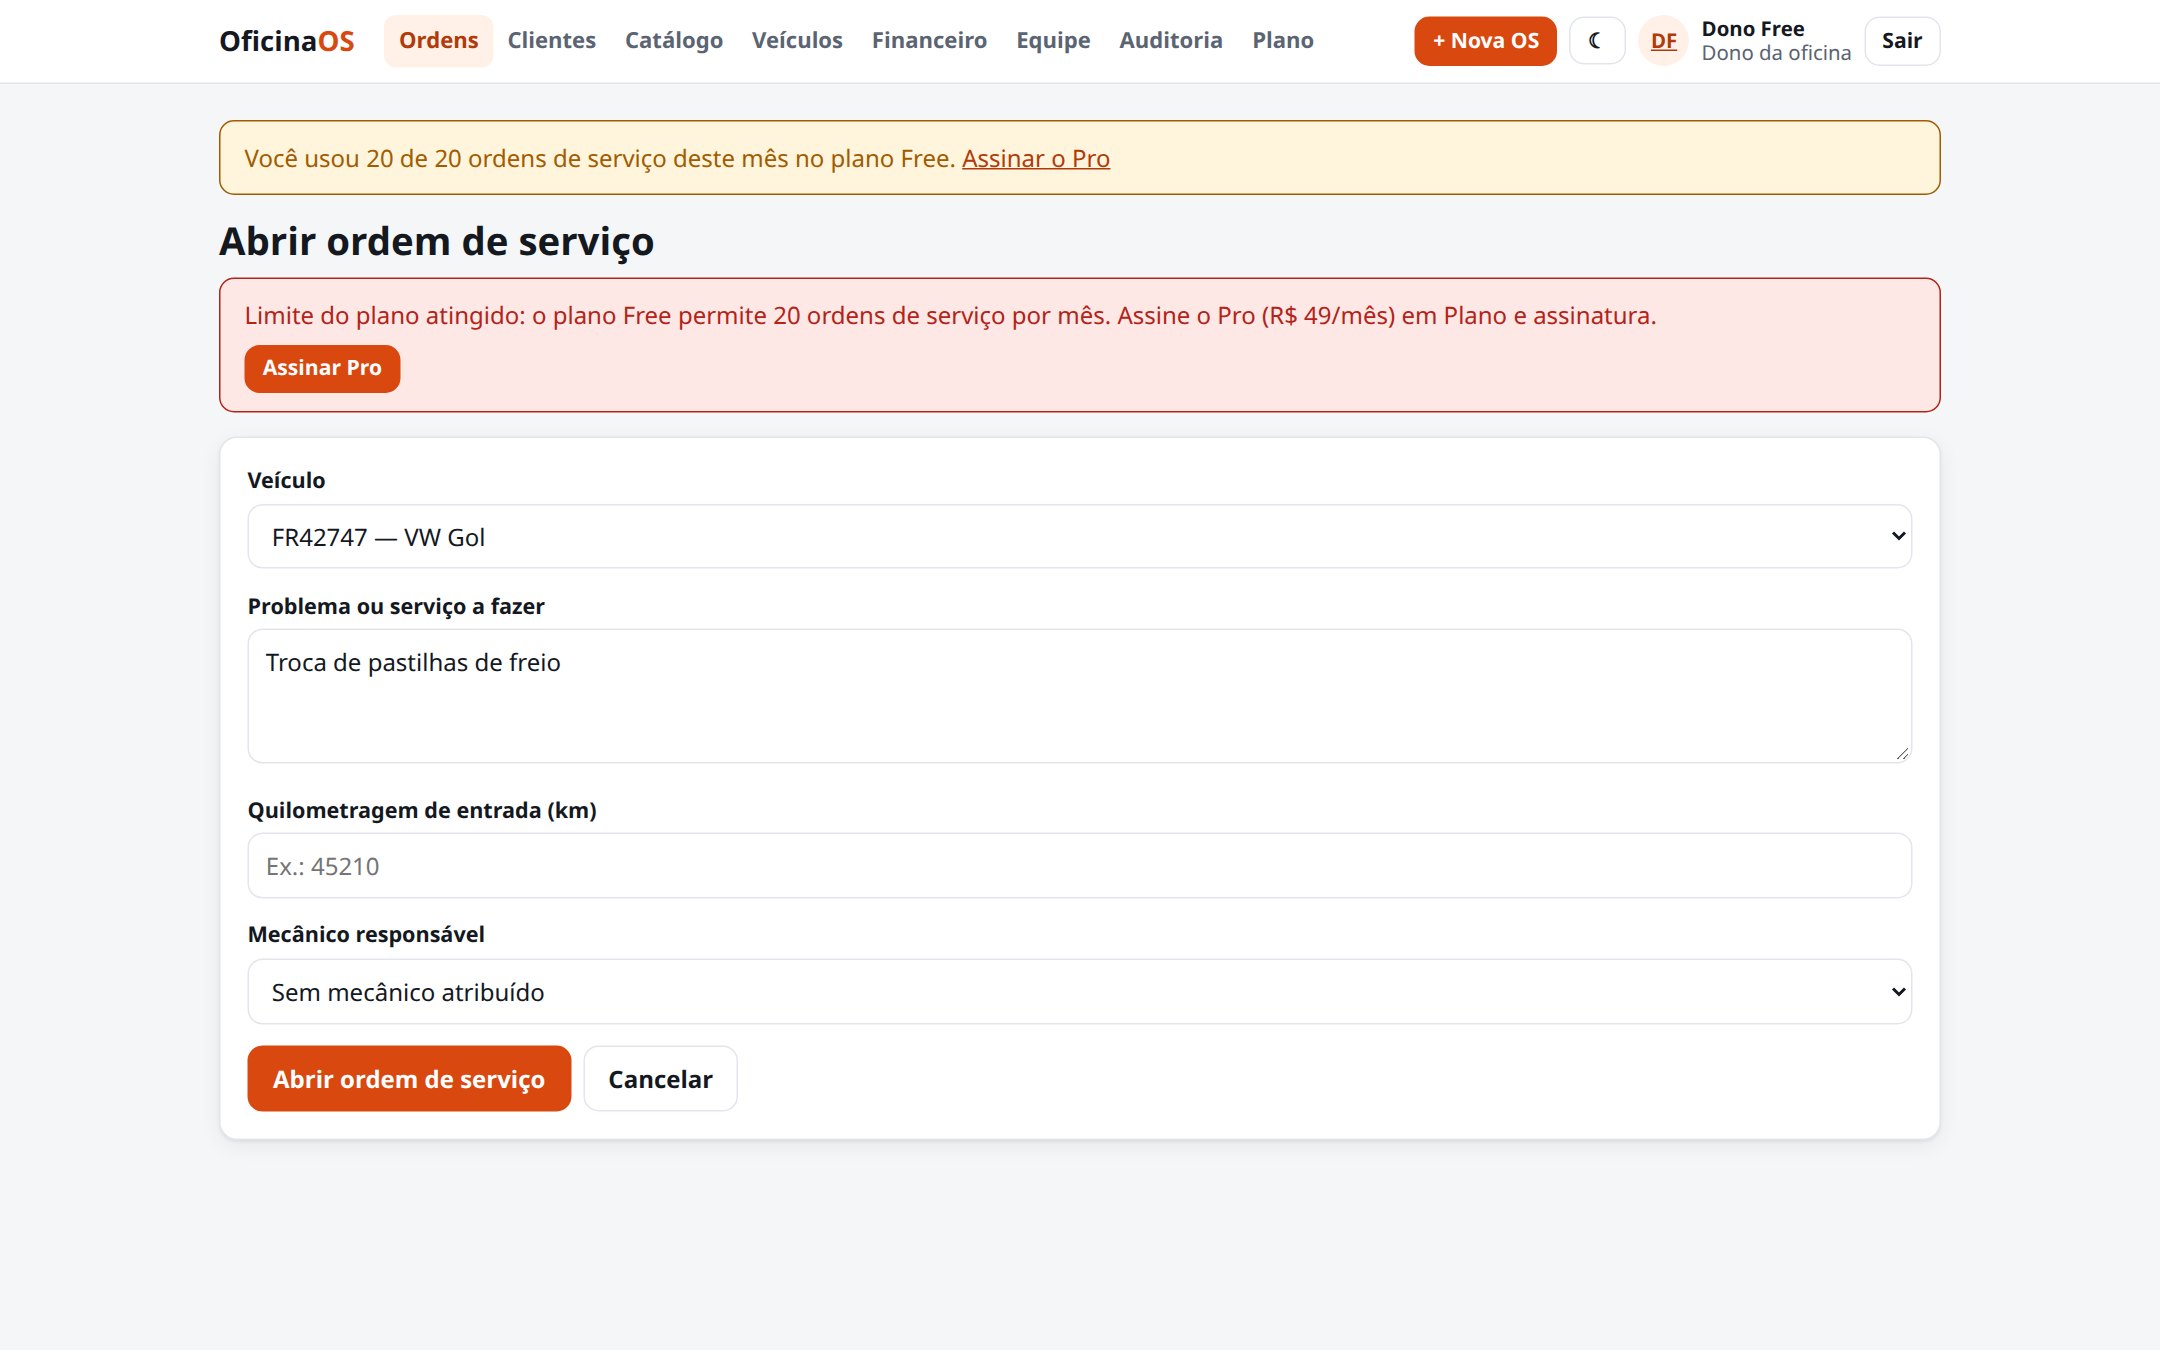 OficinaOS
Ordens
Clientes
Catálogo
Veículos
Financeiro
Equipe
Auditoria
Plano
+ Nova OS
DF
Dono Free
Dono da oficina
Sair
Você usou 20 de 20 ordens de serviço deste mês no plano Free. Assinar o Pro
Abrir ordem de serviço
Limite do plano atingido: o plano Free permite 20 ordens de serviço por mês. Assine o Pro (R$ 49/mês) em Plano e assinatura.
Assinar Pro
Veículo
FR42747 — VW Gol
Problema ou serviço a fazer
Troca de pastilhas de freio
Quilometragem de entrada (km)
Ex.: 45210
Mecânico responsável
Sem mecânico atribuído
Abrir ordem de serviço
Cancelar